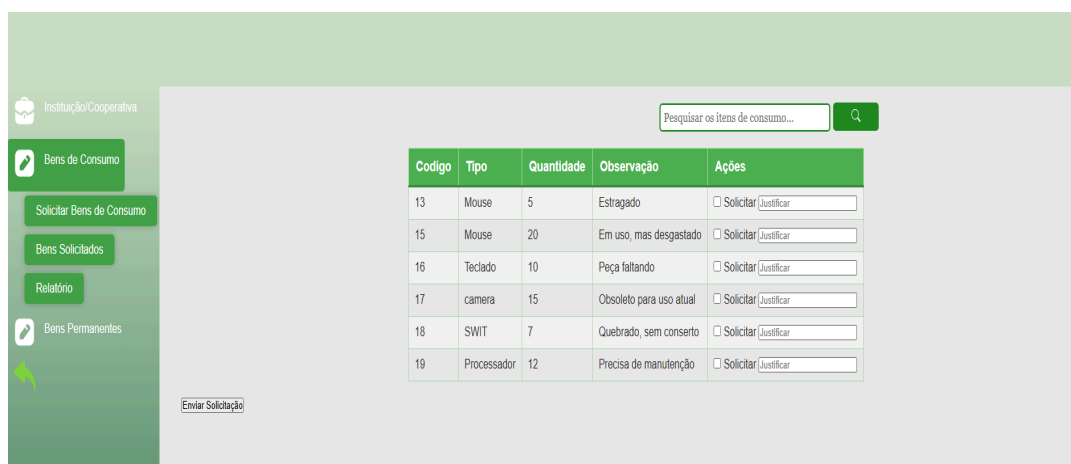 Instituição/Cooperativa
Bens de Consumo
Solicitar Bens de Consumo
Bens Solicitados
Relatório
Bens Permanentes
Pesquisar os itens de consumo...
Codigo Tipo Quantidade Observação Ações
13 Mouse 5 Estragado Solicitar Justificar
15 Mouse 20 Em uso, mas desgastado Solicitar Justificar
16 Teclado 10 Peça faltando Solicitar Justificar
17 camera 15 Obsoleto para uso atual Solicitar Justificar
18 SWIT 7 Quebrado, sem conserto Solicitar Justificar
19 Processador 12 Precisa de manutenção Solicitar Justificar
Enviar Solicitação